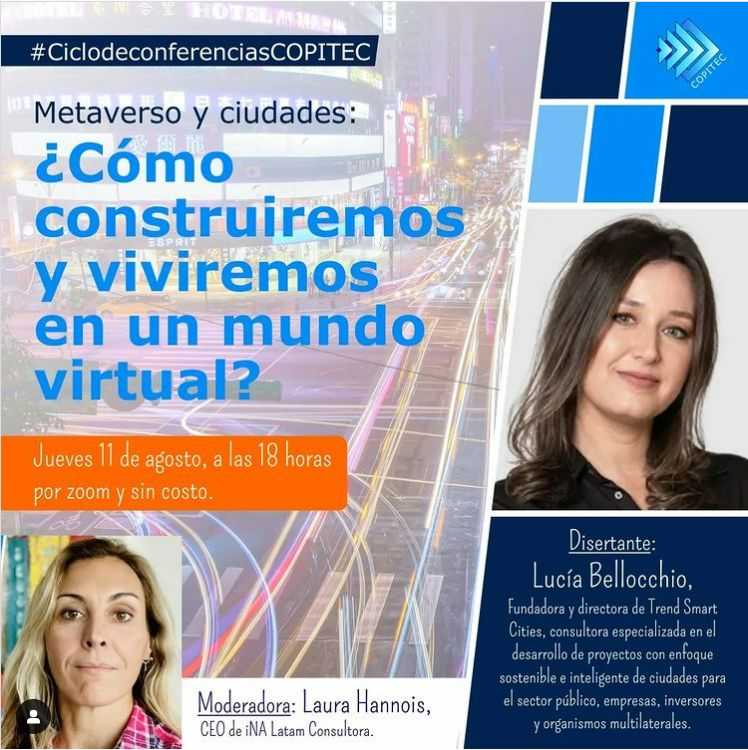 #CiclodeconferenciasCOPITEC
COPITEC
HOTEL
Metaverso y ciudades:
¿Cómo
construiremos
y viviremos
en un mundo
virtual?
ESPRIT
Jueves 11 de agosto, a las 18 horas
por zoom y sin costo.
Disertante:
Lucía Bellocchio,
Fundadora y directora de Trend Smart
Cities, consultora especializada en el
desarrollo de proyectos con enfoque
sostenible e inteligente de ciudades para
el sector público, empresas, inversores
y organismos multilaterales.
Moderadora: Laura Hannois,
CEO de iNA Latam Consultora.